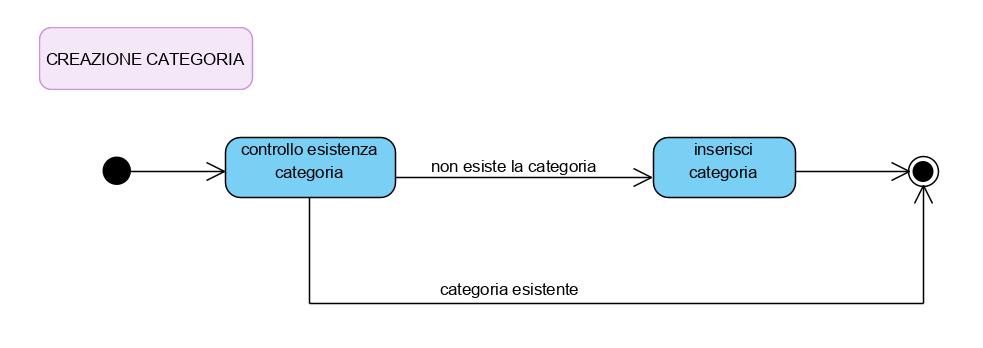 CREAZIONE CATEGORIA
controllo esistenza
categoria
non esiste la categoria
inserisci
categoria
categoria esistente